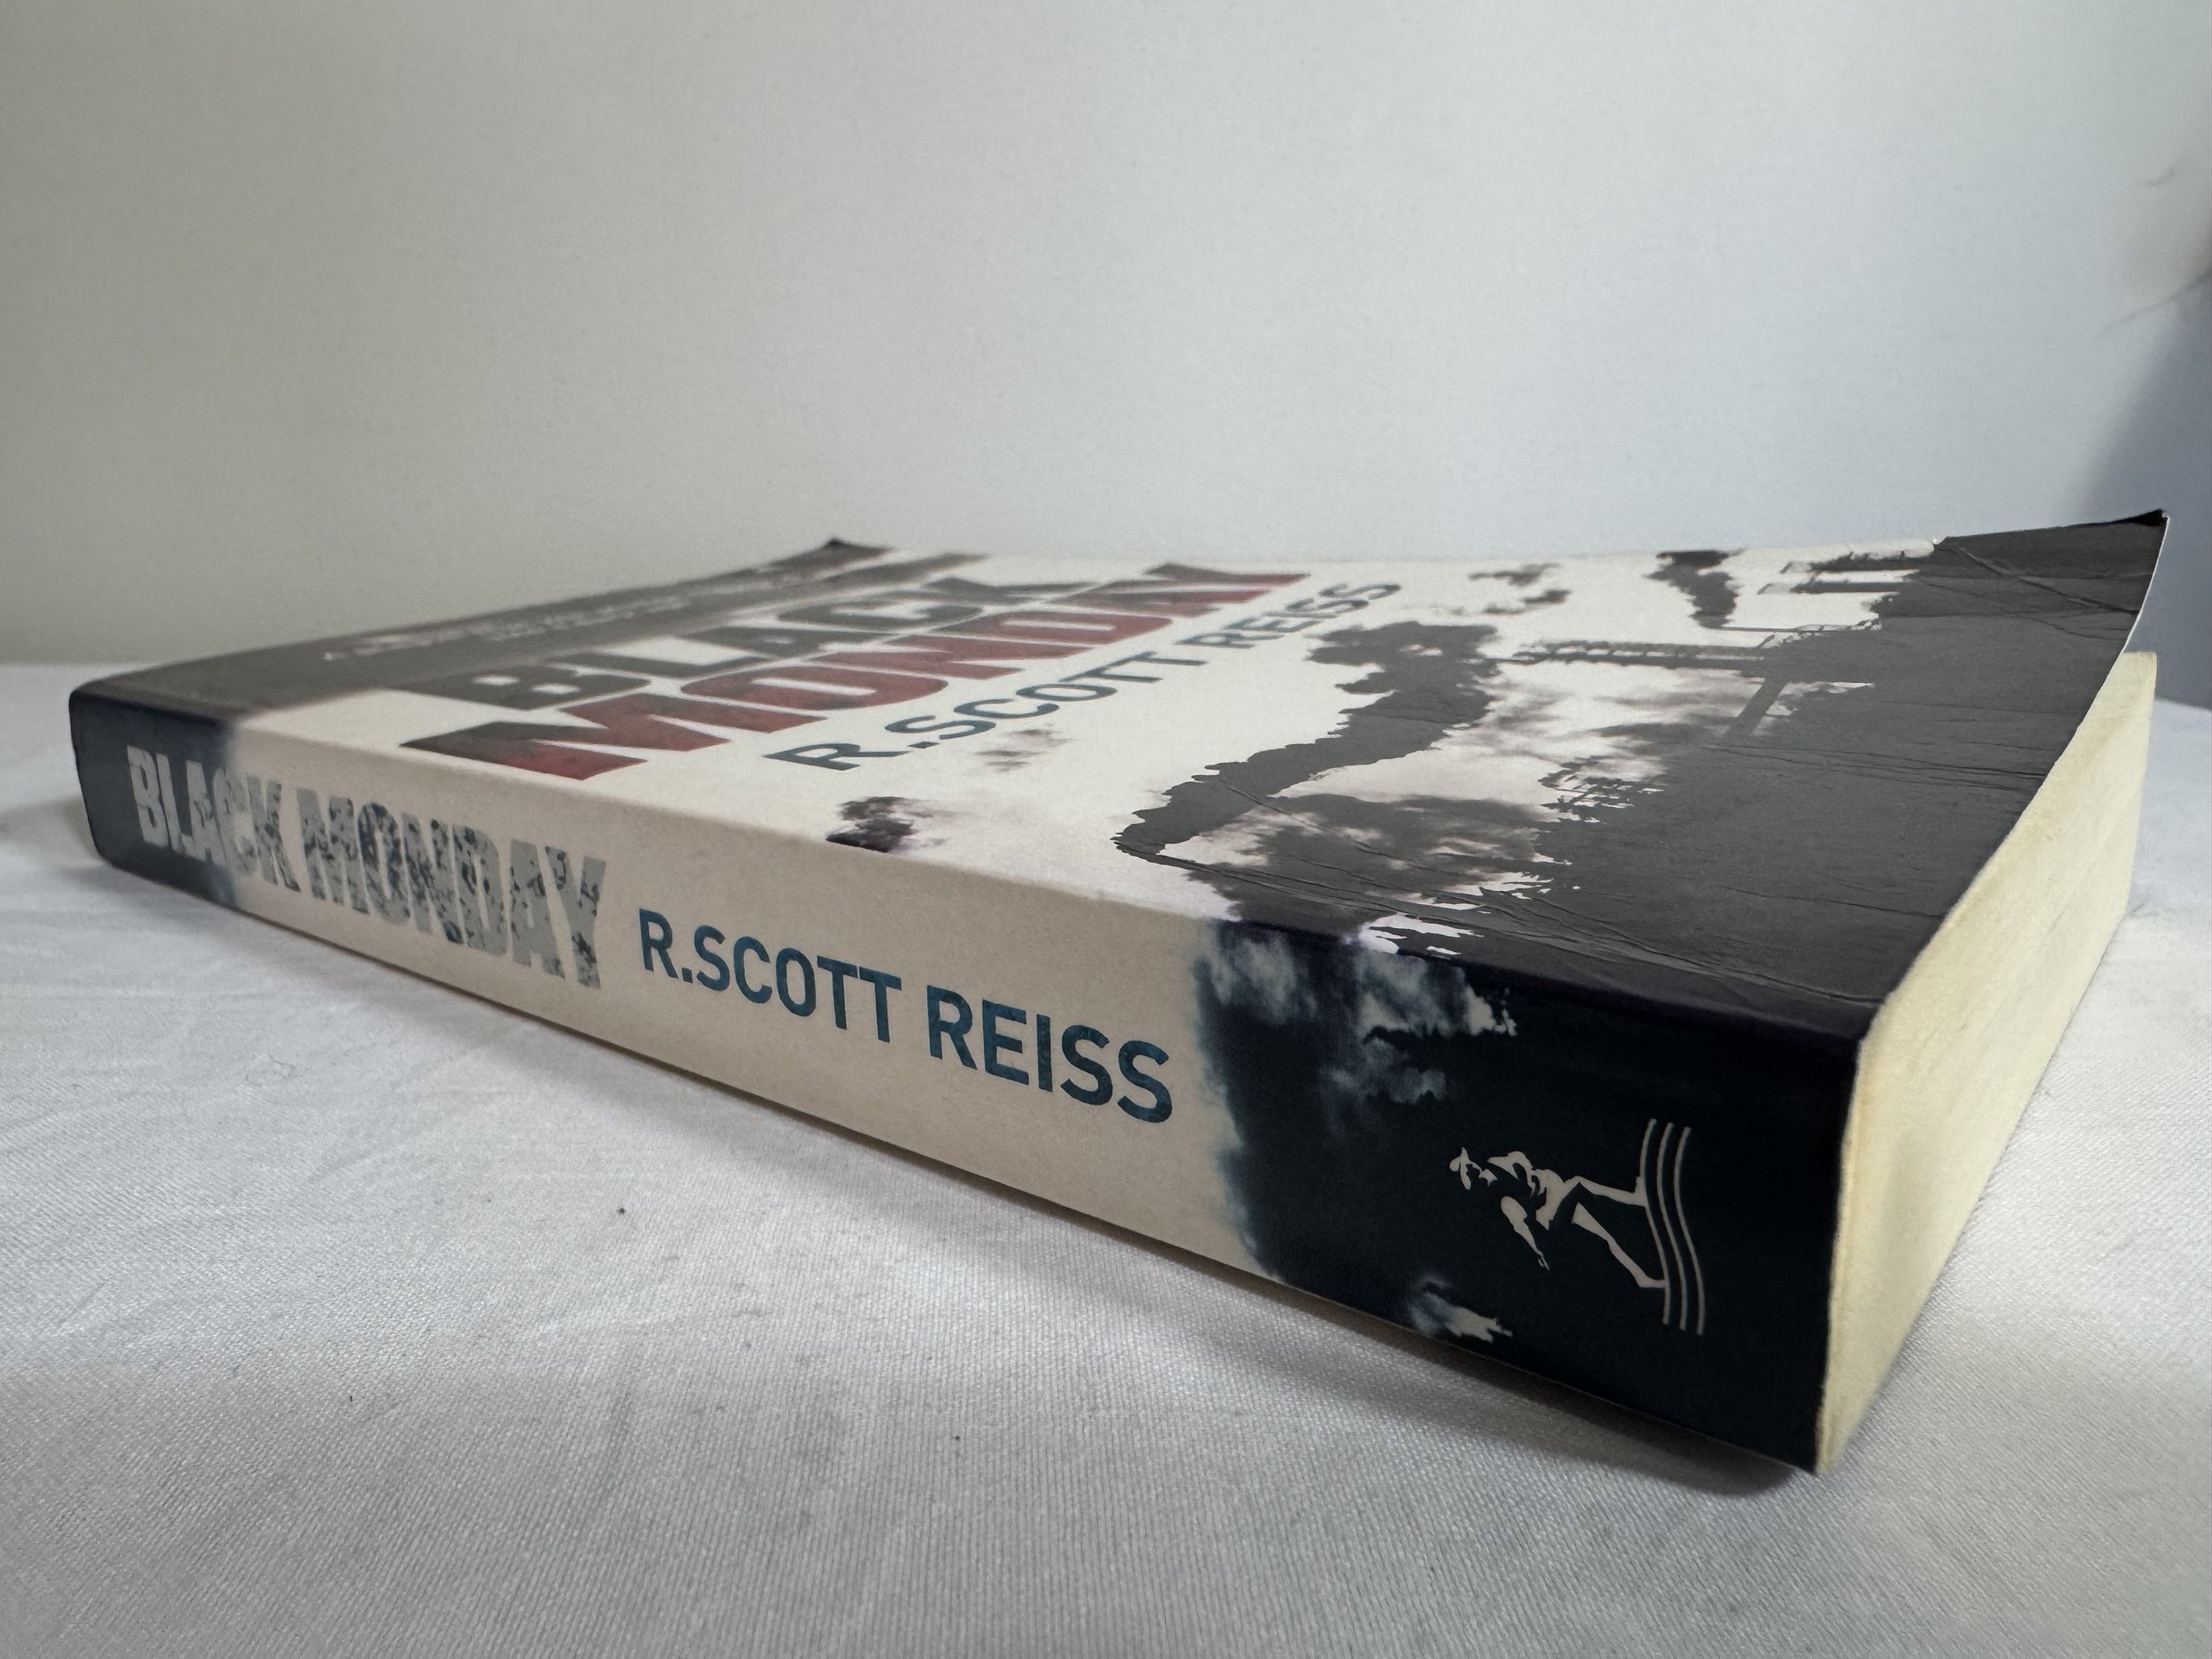 BLACK
MONDAY
R.SCOTT REISS
BLACK MONDAY R.SCOTT REISS